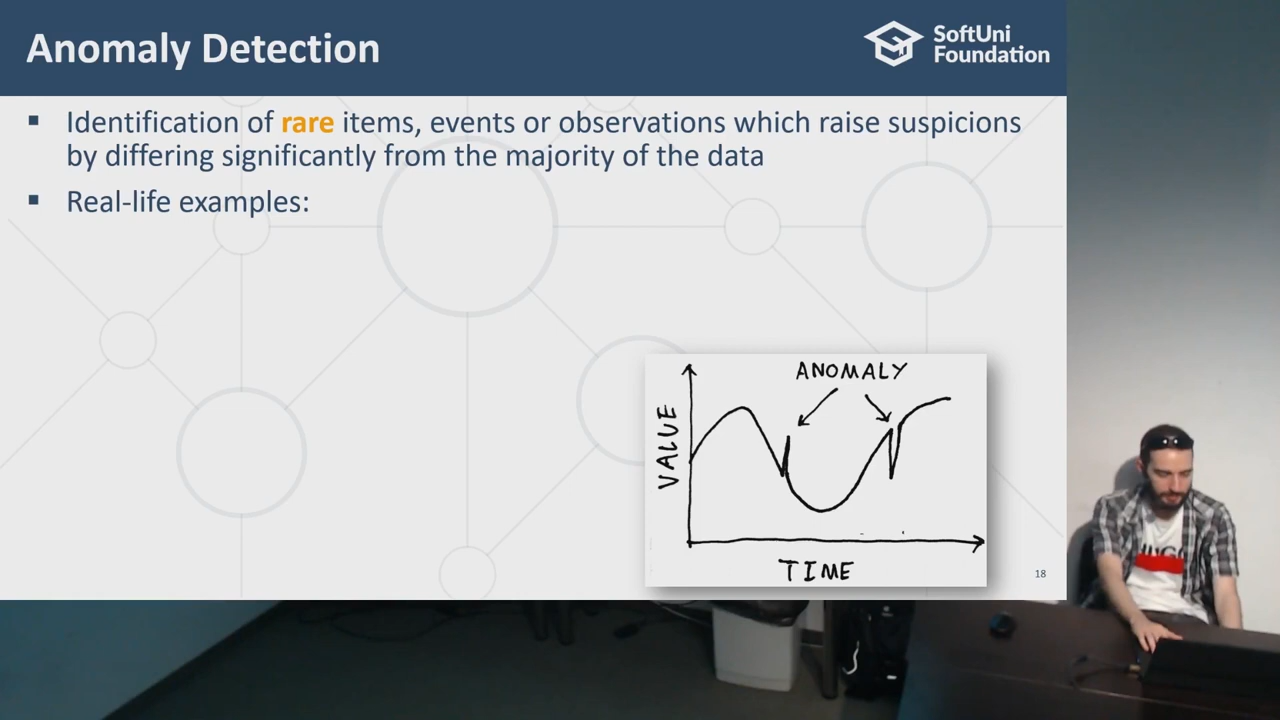 Anomaly Detection
SoftUni
Foundation
▪ Identification of rare items, events or observations which raise suspicions
by differing significantly from the majority of the data
▪ Real-life examples:
ANOMALY
VALUE
TIME
18